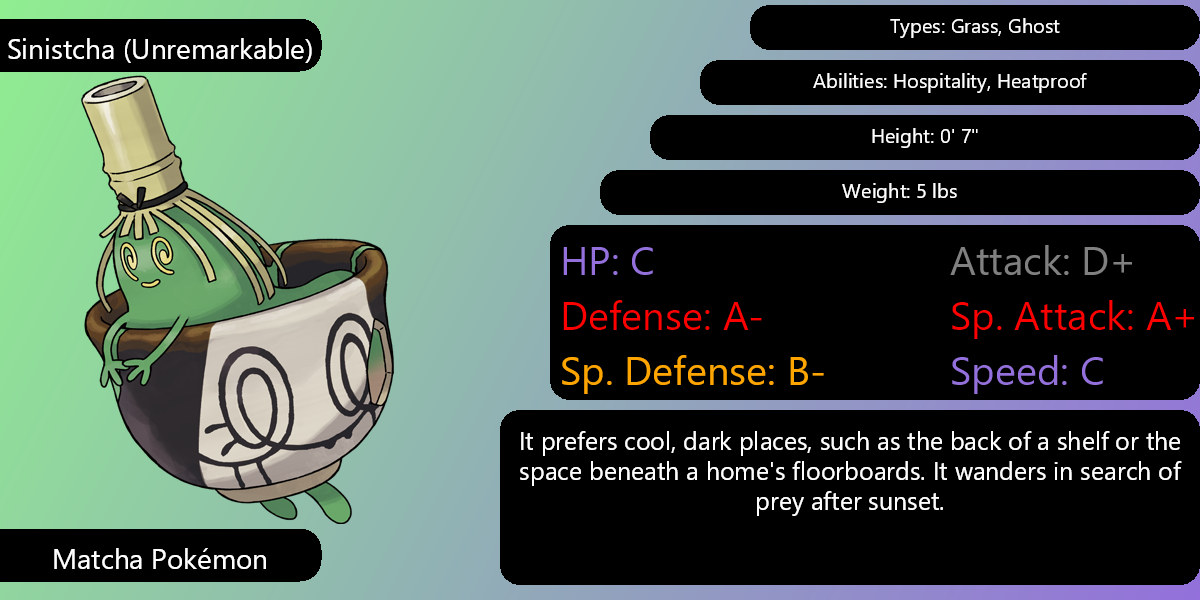 Sinistcha (Unremarkable)
Types: Grass, Ghost
Abilities: Hospitality, Heatproof
Height: 0' 7"
Weight: 5 lbs
HP: C
Attack: D+
Defense: A-
Sp. Attack: A+
Sp. Defense: B-
Speed: C
It prefers cool, dark places, such as the back of a shelf or the
space beneath a home's floorboards. It wanders in search of
prey after sunset.
Matcha Pokémon